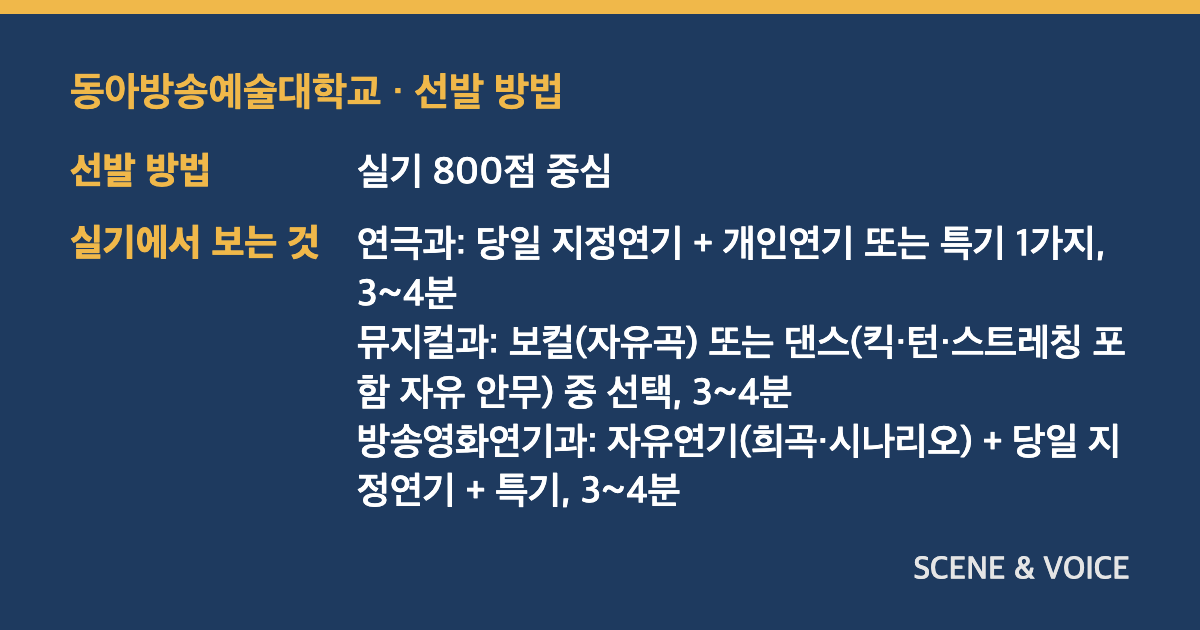 동아방송예술대학교 · 선발 방법
선발 방법 실기 800점 중심
실기에서 보는 것 연극과: 당일 지정연기 + 개인연기 또는 특기 1가지,
3~4분
뮤지컬과: 보컬(자유곡) 또는 댄스(킥·턴·스트레칭 포
함 자유 안무) 중 선택, 3~4분
방송영화연기과: 자유연기(희곡·시나리오) + 당일 지
정연기 + 특기, 3~4분
SCENE & VOICE